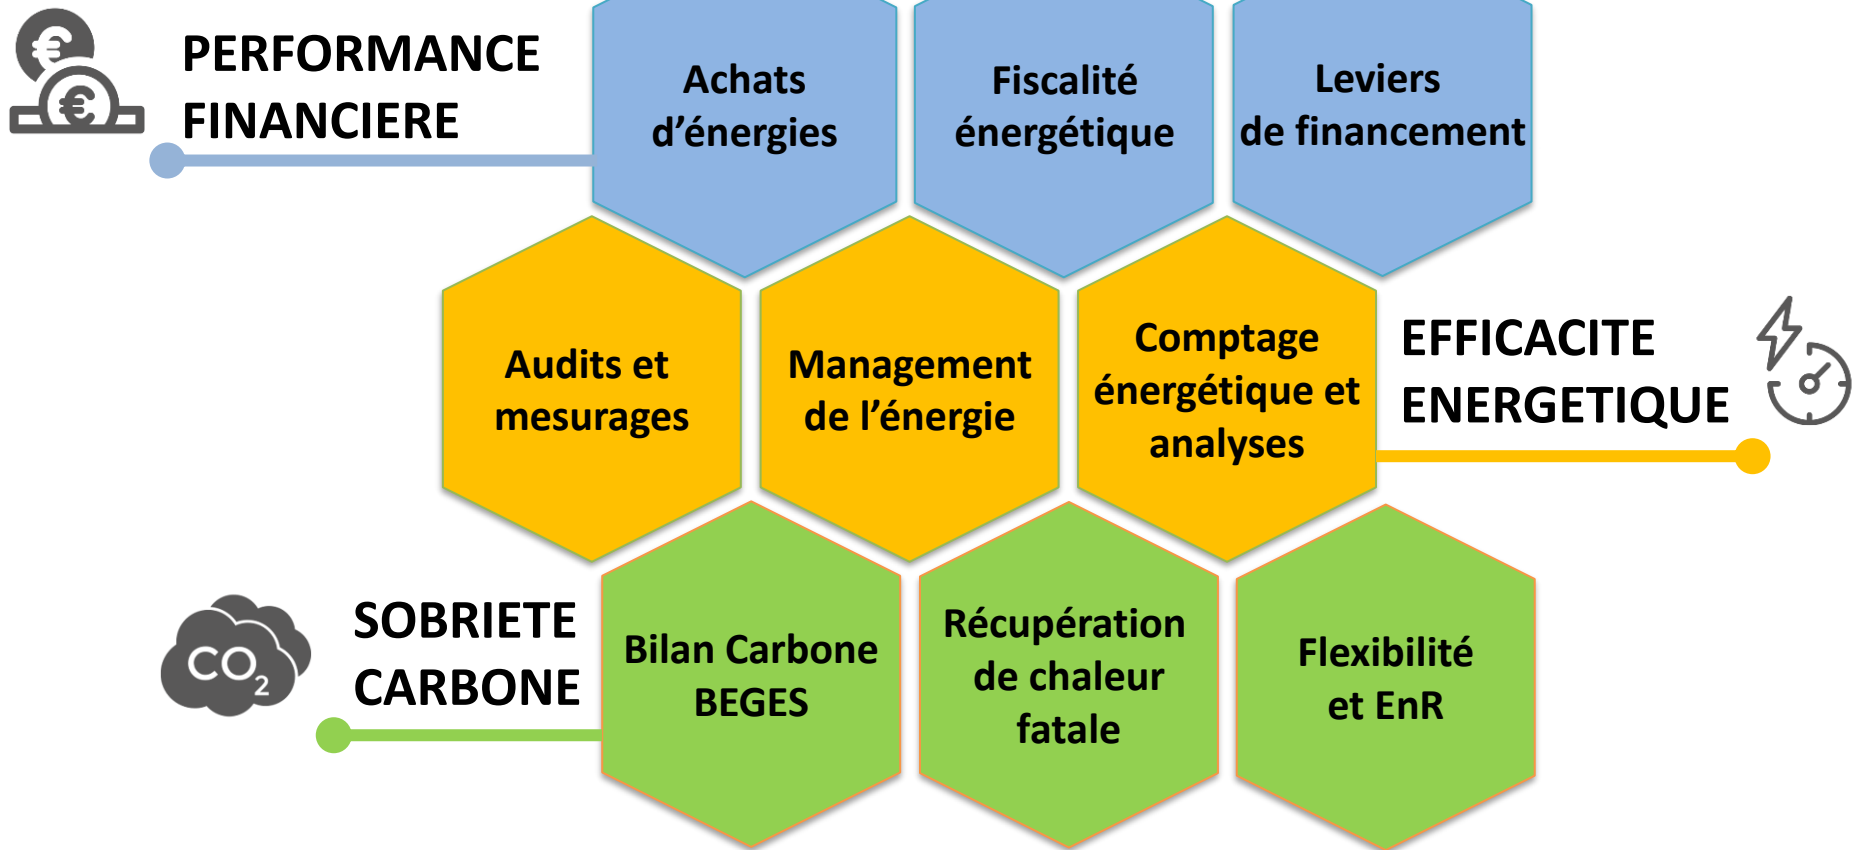 PERFORMANCE
FINANCIERE
€
€
Achats
d’énergies
Fiscalité
énergétique
Leviers
de financement
Audits et
mesurages
Management
de l’énergie
Comptage
énergétique et
analyses
EFFICACITE
ENERGETIQUE
CO2
SOBRIETE
CARBONE
Bilan Carbone
BEGES
Récupération
de chaleur
fatale
Flexibilité
et EnR